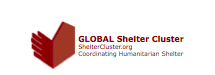 GLOBAL Shelter Cluster
ShelterCluster.org
Coordinating Humanitarian Shelter